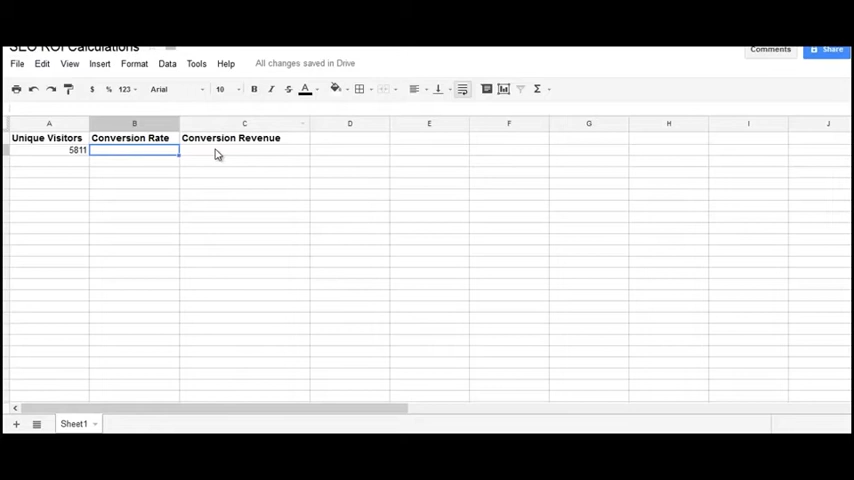 SEO ROI Calculations
Comments Share
File Edit View Insert Format Data Tools Help All changes saved in Drive
$ % 123 Arial 10 B I S A Σ
A B C D E F G H I J
Unique Visitors Conversion Rate Conversion Revenue
5811
Sheet1